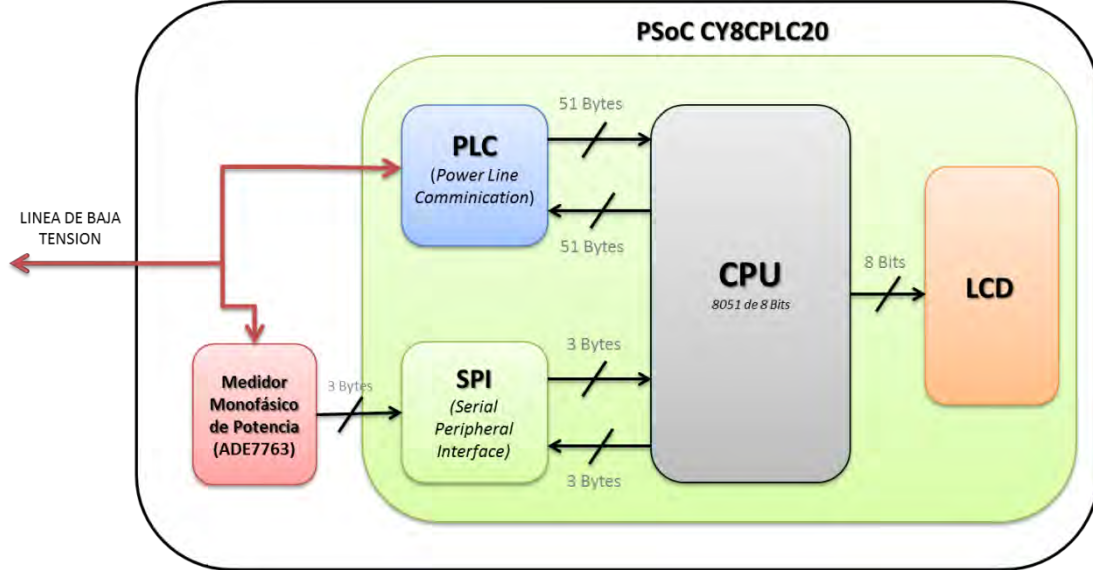 PSoC CY8CPLC20
51 Bytes
PLC
(Power Line
Comminication)
51 Bytes
LINEA DE BAJA
TENSION
CPU
8051 de 8 Bits
8 Bits
LCD
Medidor
Monofásico
de Potencia
(ADE7763)
3 Bytes
SPI
(Serial
Peripheral
Interface)
3 Bytes
3 Bytes